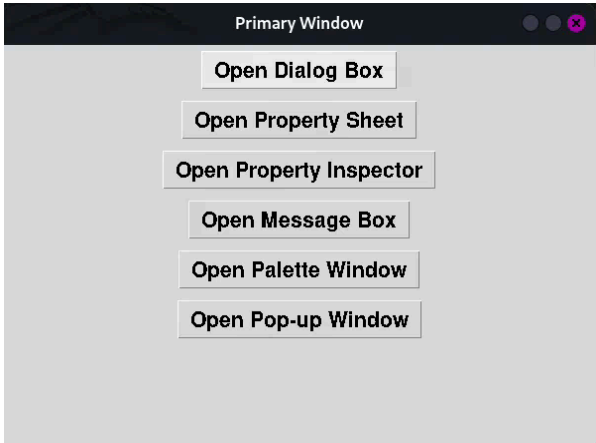 Primary Window
Open Dialog Box
Open Property Sheet
Open Property Inspector
Open Message Box
Open Palette Window
Open Pop-up Window